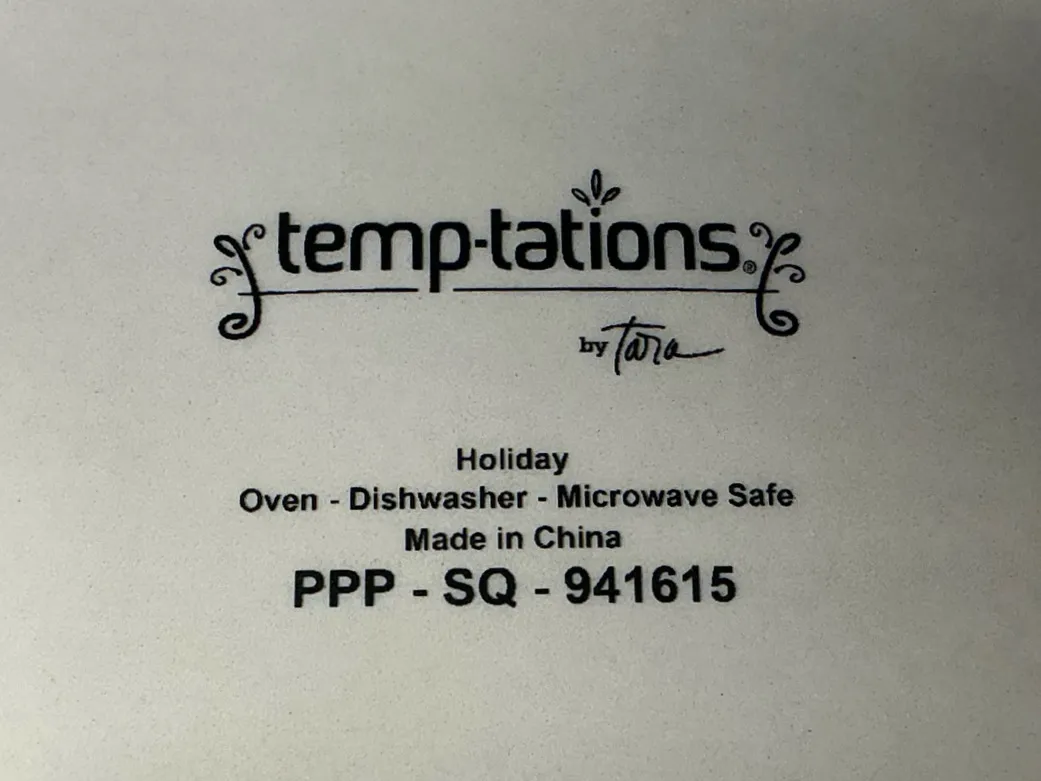 temp-tations®
by Tara
Holiday
Oven - Dishwasher - Microwave Safe
Made in China
PPP - SQ - 941615